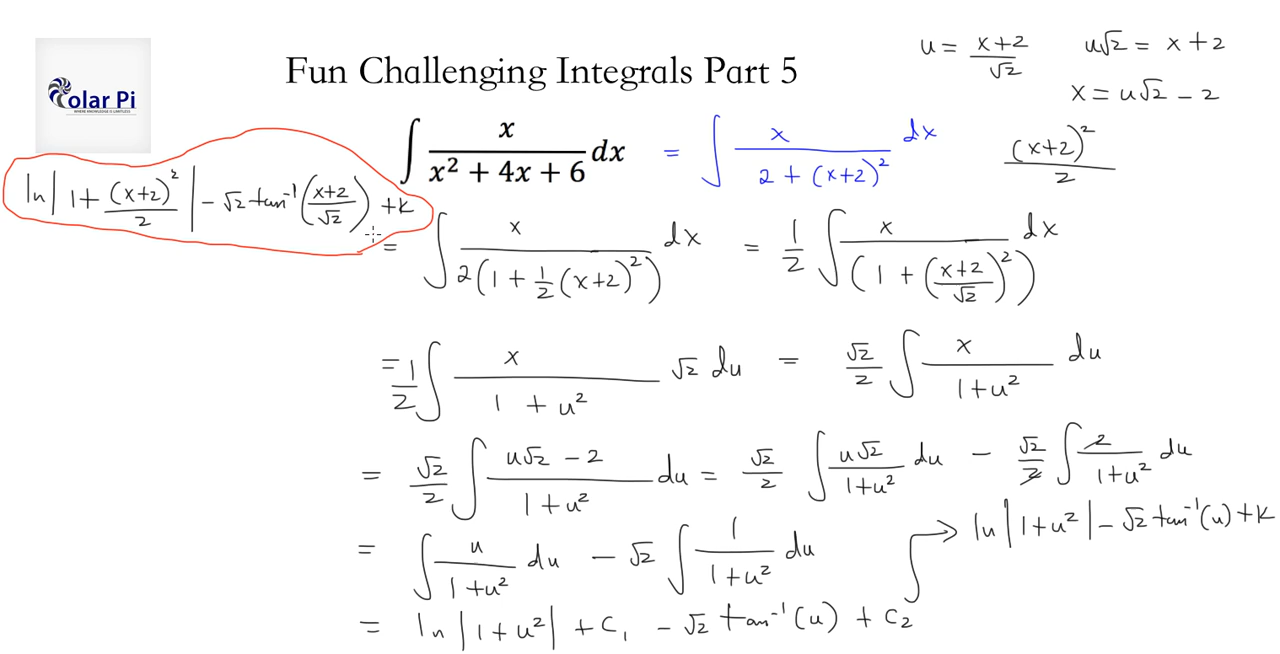 Fun Challenging Integrals Part 5
olar Pi
WHERE KNOWLEDGE IS LIMITLESS
u = (x+2)/√2   u√2 = x+2
x = u√2 − 2
∫ x/(x² + 4x + 6) dx = ∫ x/(2 + (x+2)²) dx   (x+2)²/2
ln|1 + (x+2)²/2| − √2 tan⁻¹((x+2)/√2) + k
= ∫ x/(2(1 + ½(x+2)²)) dx = ½ ∫ x/(1 + ((x+2)/√2)²) dx
= ½ ∫ x/(1 + u²) √2 du = √2/2 ∫ x/(1+u²) du
= √2/2 ∫ (u√2 − 2)/(1+u²) du = √2/2 ∫ u√2/(1+u²) du − √2/2 ∫ 2/(1+u²) du
= ∫ u/(1+u²) du − √2 ∫ 1/(1+u²) du
= ln|1+u²| + C₁ − √2 tan⁻¹(u) + C₂
ln|1+u²| − √2 tan⁻¹(u) + k